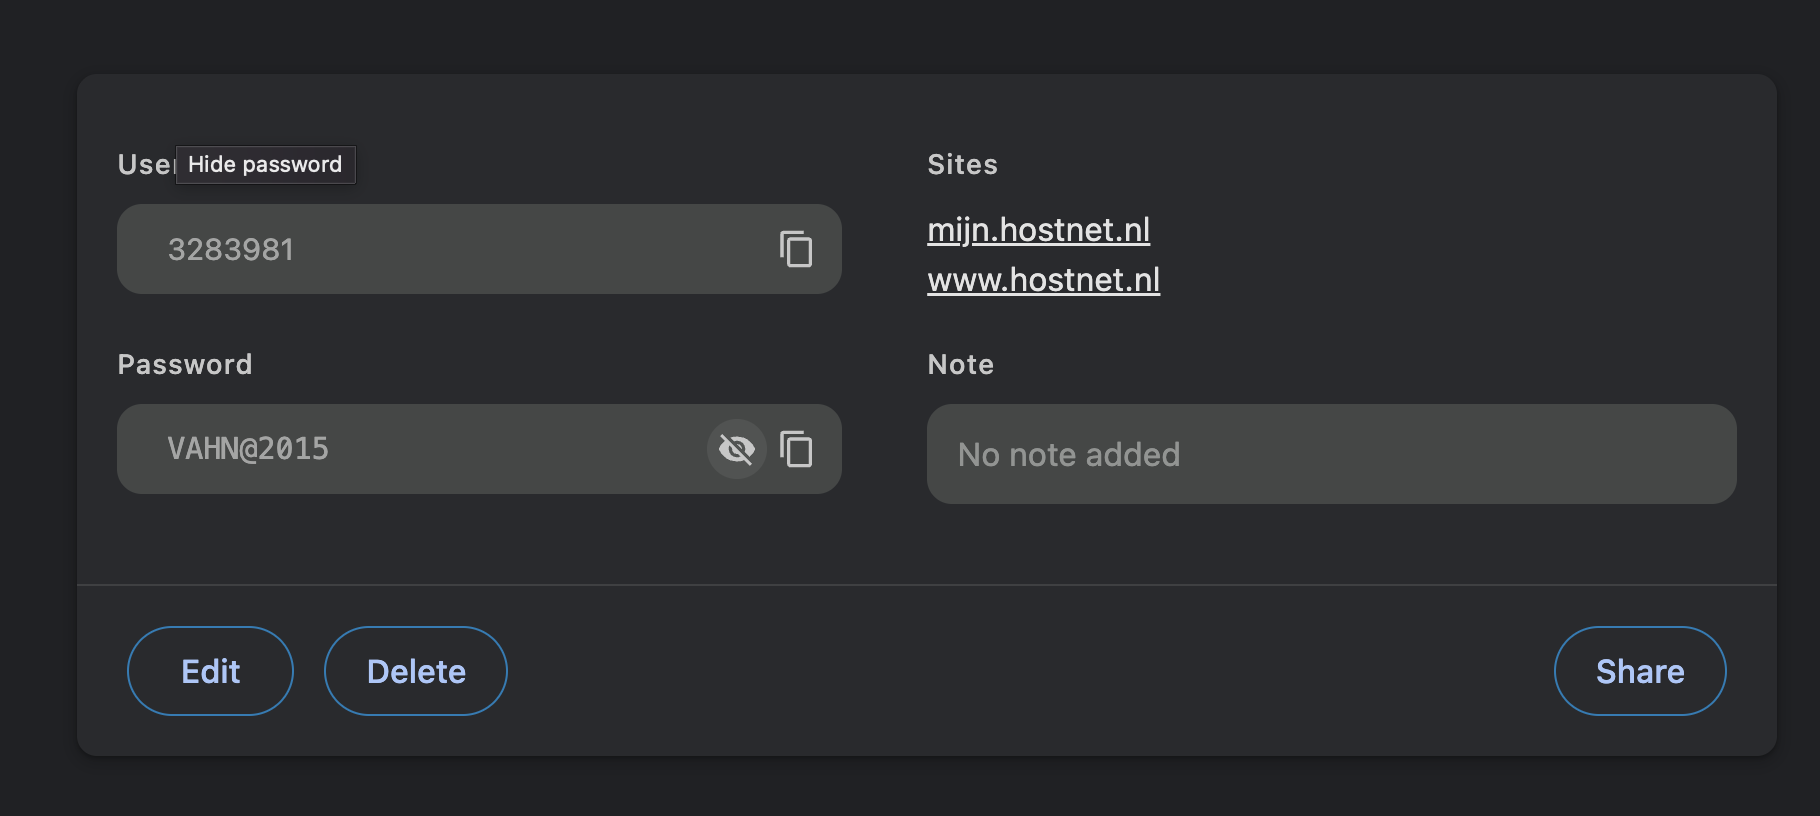 User
Hide password
3283981
Password
VAHN@2015
Sites
mijn.hostnet.nl
www.hostnet.nl
Note
No note added
Edit
Delete
Share